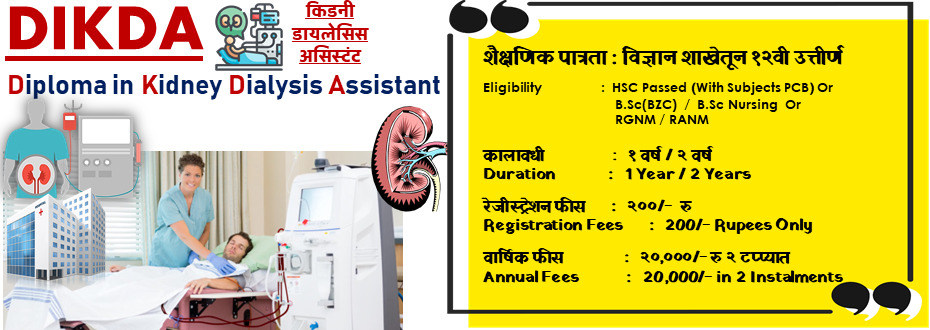 DIKDA
किडनी
डायलेसिस
असिस्टंट
Diploma in Kidney Dialysis Assistant
शैक्षणिक पात्रता : विज्ञान शाखेतून १२वी उत्तीर्ण
Eligibility : HSC Passed (With Subjects PCB) Or
B.Sc(BZC) / B.Sc Nursing Or
RGNM / RANM
कालावधी : १ वर्ष / २ वर्ष
Duration : 1 Year / 2 Years
रेजीस्ट्रेशन फीस : २००/- रु
Registration Fees : 200/- Rupees Only
वार्षिक फीस : २०,०००/- रु २ टप्प्यात
Annual Fees : 20,000/- in 2 Instalments